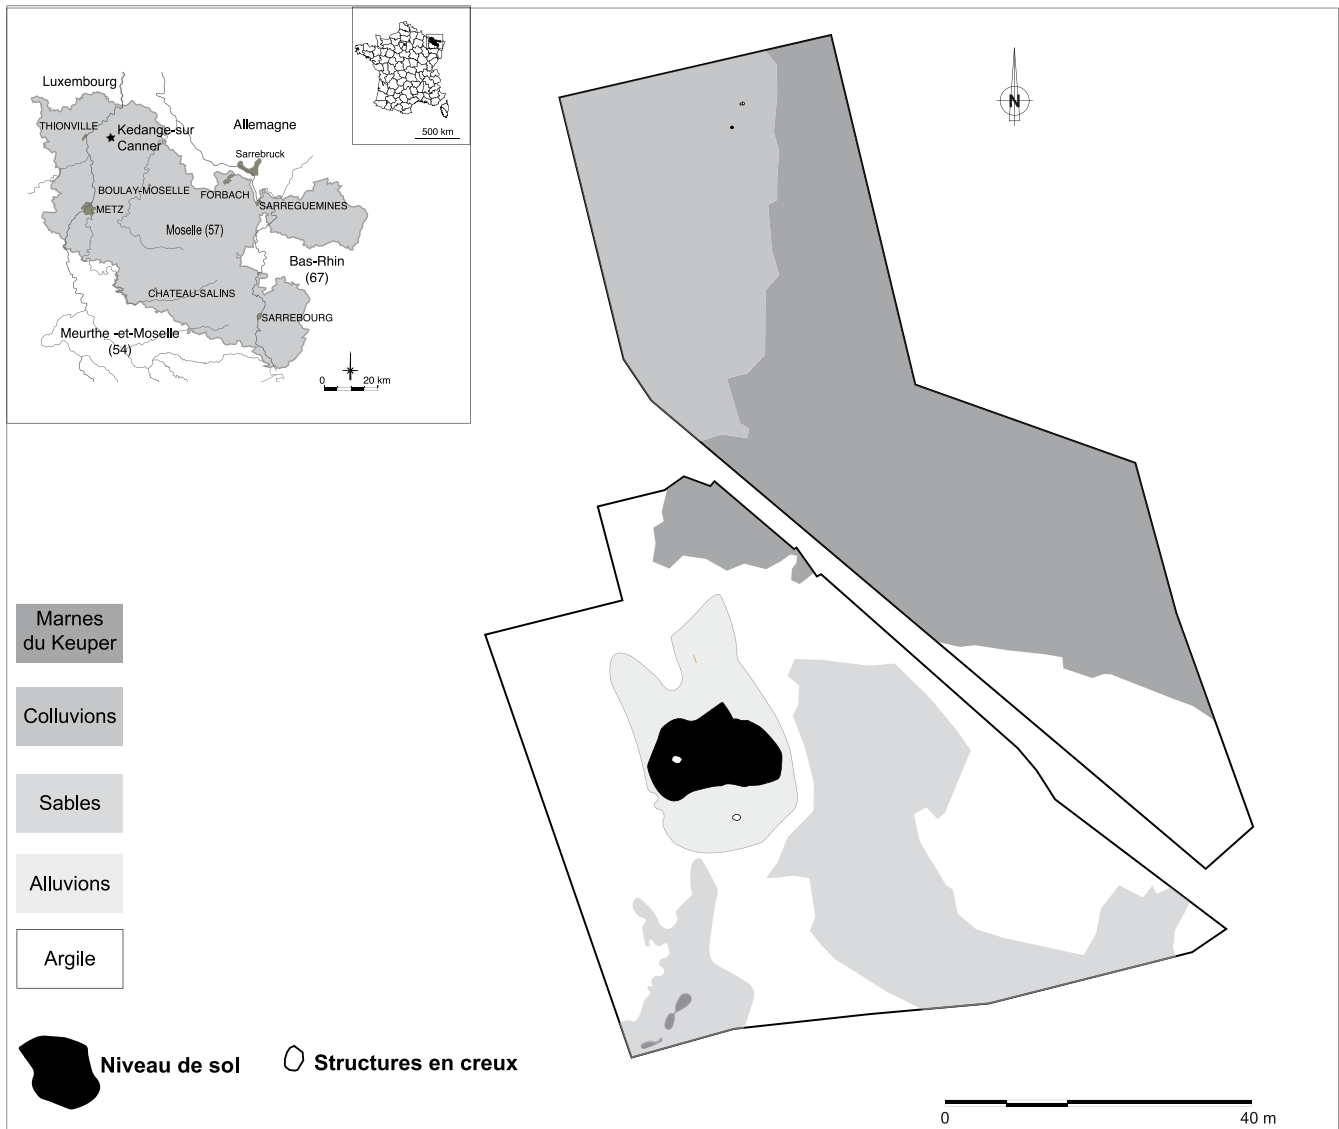 500 km
Luxembourg
THIONVILLE
Kedange-sur
Canner
Allemagne
Sarrebruck
BOULAY-MOSELLE
FORBACH
METZ
SARREGUEMINES
Moselle (57)
Bas-Rhin
(67)
CHATEAU-SALINS
SARREBOURG
Meurthe -et-Moselle
(54)
0 20 km
N
Marnes
du Keuper
Colluvions
Sables
Alluvions
Argile
Niveau de sol
Structures en creux
0 40 m